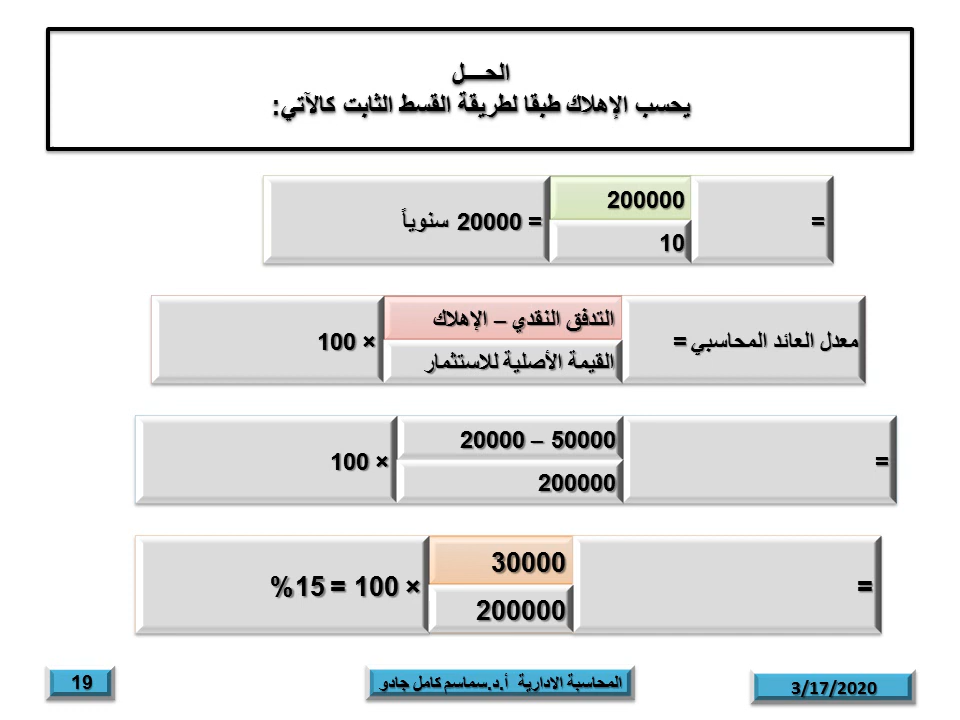 الحــــل
يحسب الإهلاك طبقا لطريقة القسط الثابت كالآتي:
=
200000
10
= 20000 سنوياً
معدل العائد المحاسبي =
التدفق النقدي – الإهلاك
القيمة الأصلية للاستثمار
× 100
=
50000 – 20000
200000
× 100
=
30000
200000
× 100 = 15%
19
المحاسبة الادارية أ.د.سماسم كامل جادو
3/17/2020